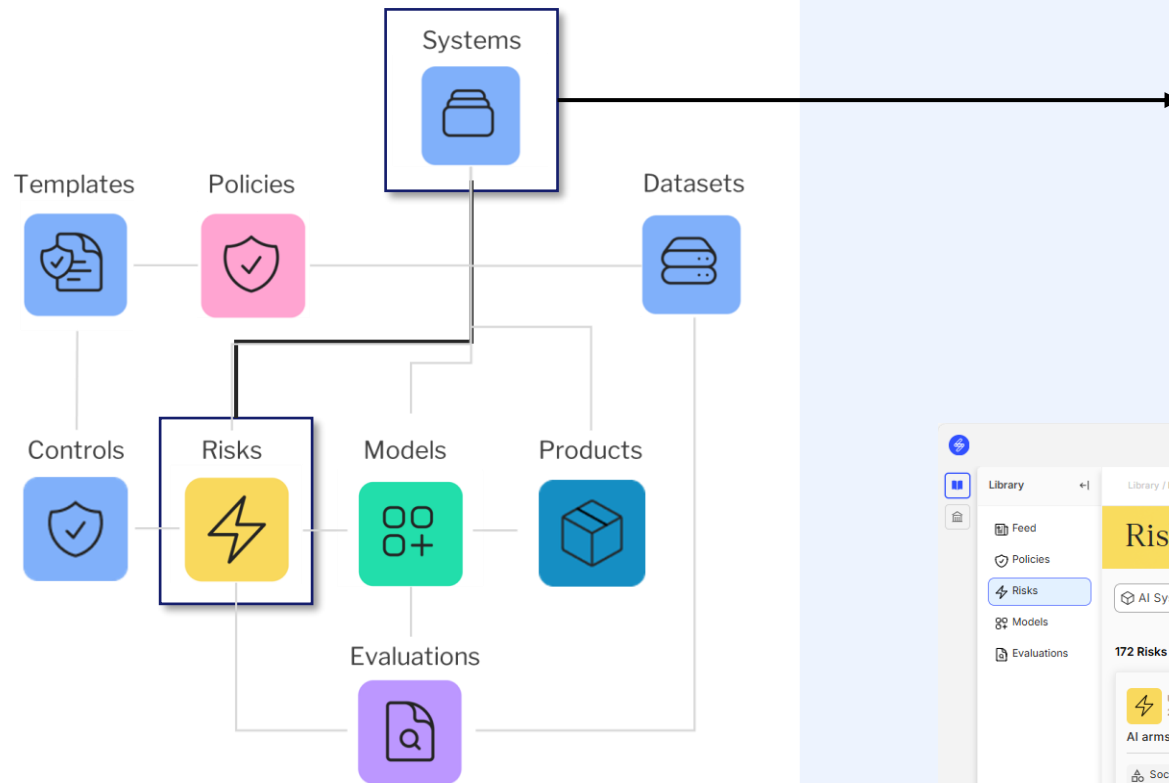 Systems
Templates
Policies
Datasets
Controls
Risks
Models
Products
Evaluations
Library
Library /
Feed
Policies
Risks
Models
Evaluations
Ris
AI Sy
172 Risks
AI arms
Soc